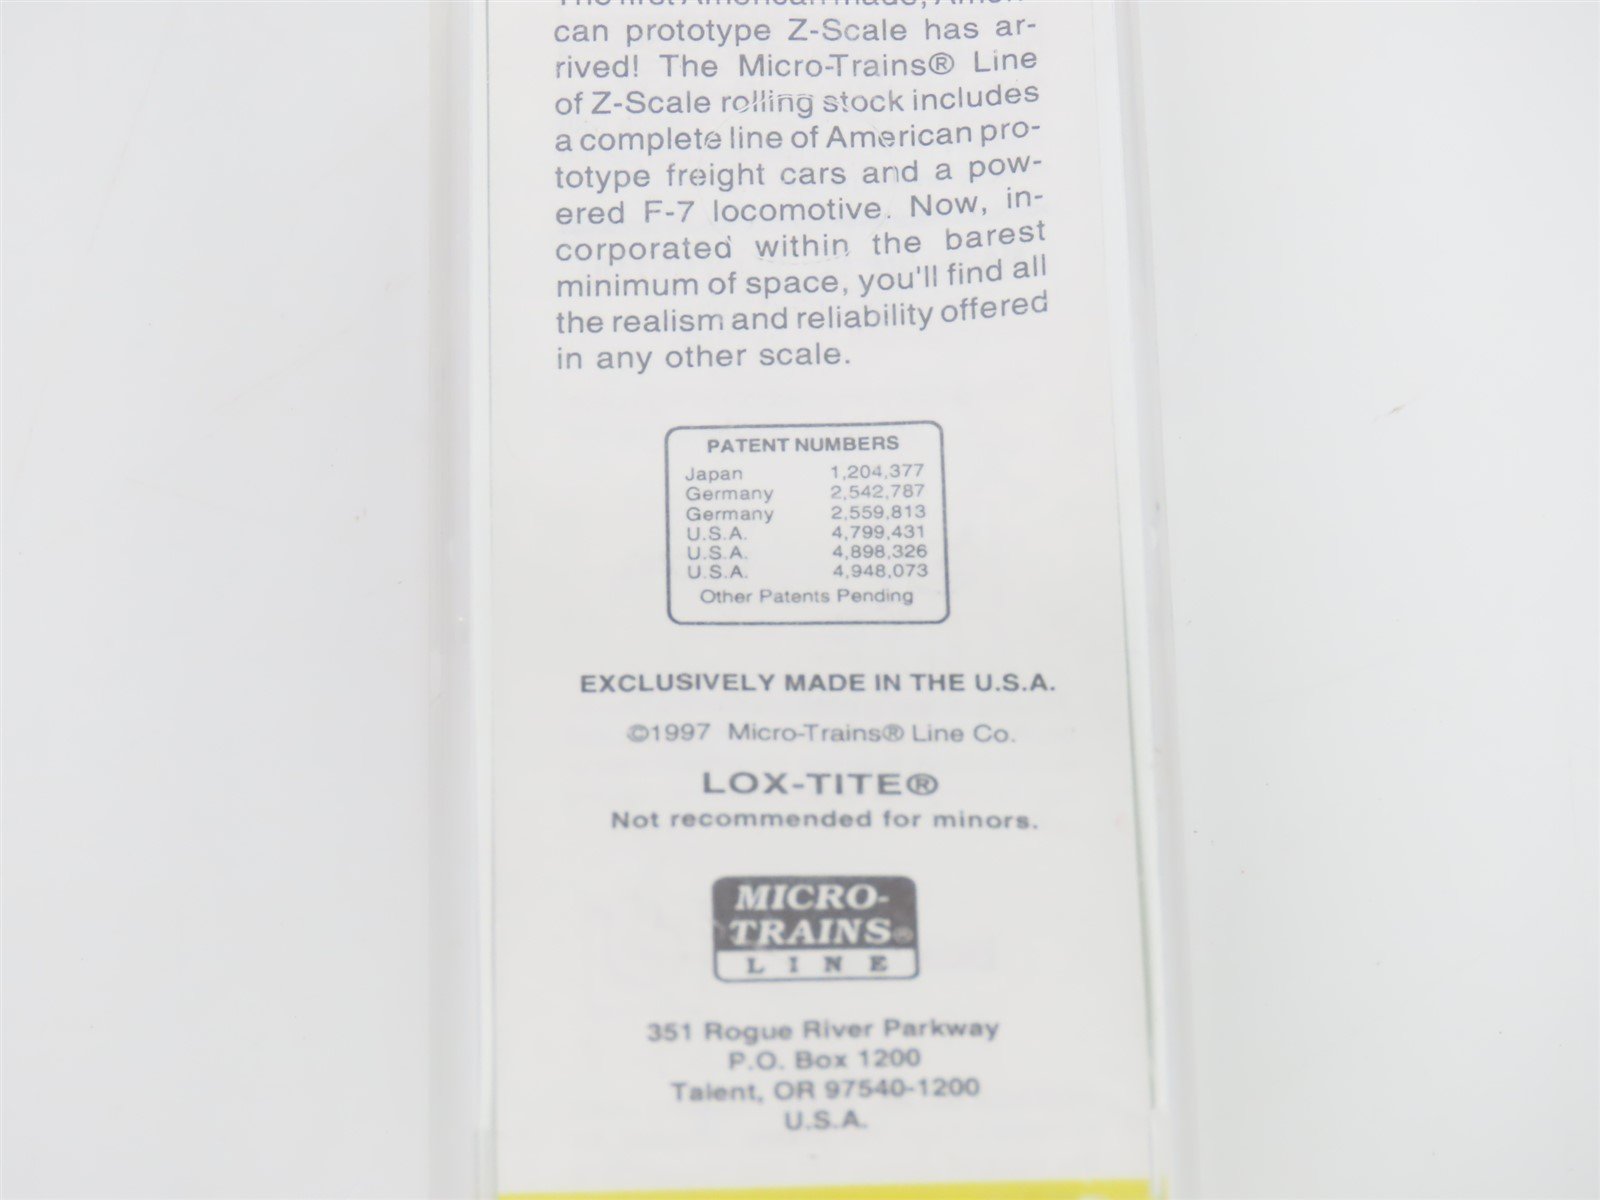 The first American made, Ameri-
can prototype Z-Scale has ar-
rived! The Micro-Trains® Line
of Z-Scale rolling stock includes
a complete line of American pro-
totype freight cars and a pow-
ered F-7 locomotive. Now, in-
corporated within the barest
minimum of space, you'll find all
the realism and reliability offered
in any other scale.
PATENT NUMBERS
Japan 1,204,377
Germany 2,542,787
Germany 2,559,813
U.S.A. 4,799,431
U.S.A. 4,898,326
U.S.A. 4,948,073
Other Patents Pending
EXCLUSIVELY MADE IN THE U.S.A.
©1997 Micro-Trains® Line Co.
LOX-TITE®
Not recommended for minors.
MICRO-
TRAINS®
LINE
351 Rogue River Parkway
P.O. Box 1200
Talent, OR 97540-1200
U.S.A.